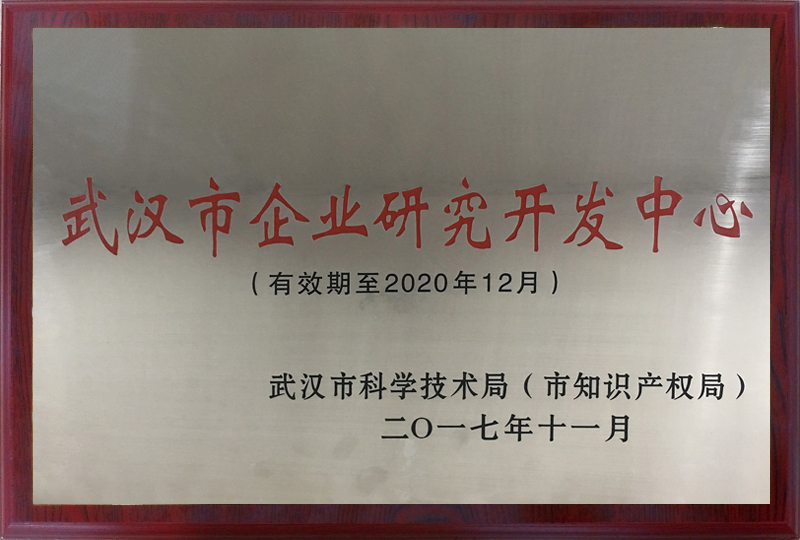 武汉市企业研究开发中心
（有效期至2020年12月）
武汉市科学技术局（市知识产权局）
二〇一七年十一月